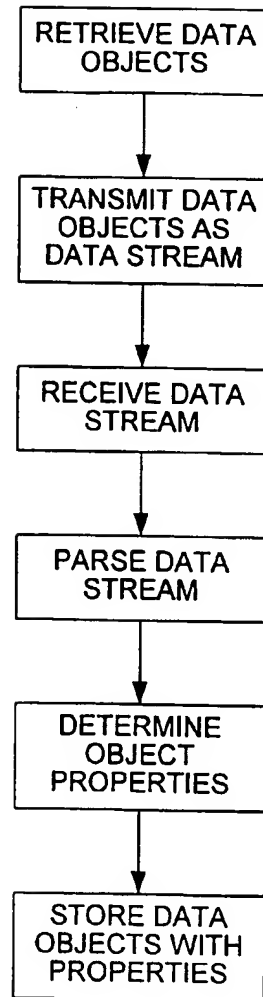 RETRIEVE DATA
OBJECTS
TRANSMIT DATA
OBJECTS AS
DATA STREAM
RECEIVE DATA
STREAM
PARSE DATA
STREAM
DETERMINE
OBJECT
PROPERTIES
STORE DATA
OBJECTS WITH
PROPERTIES